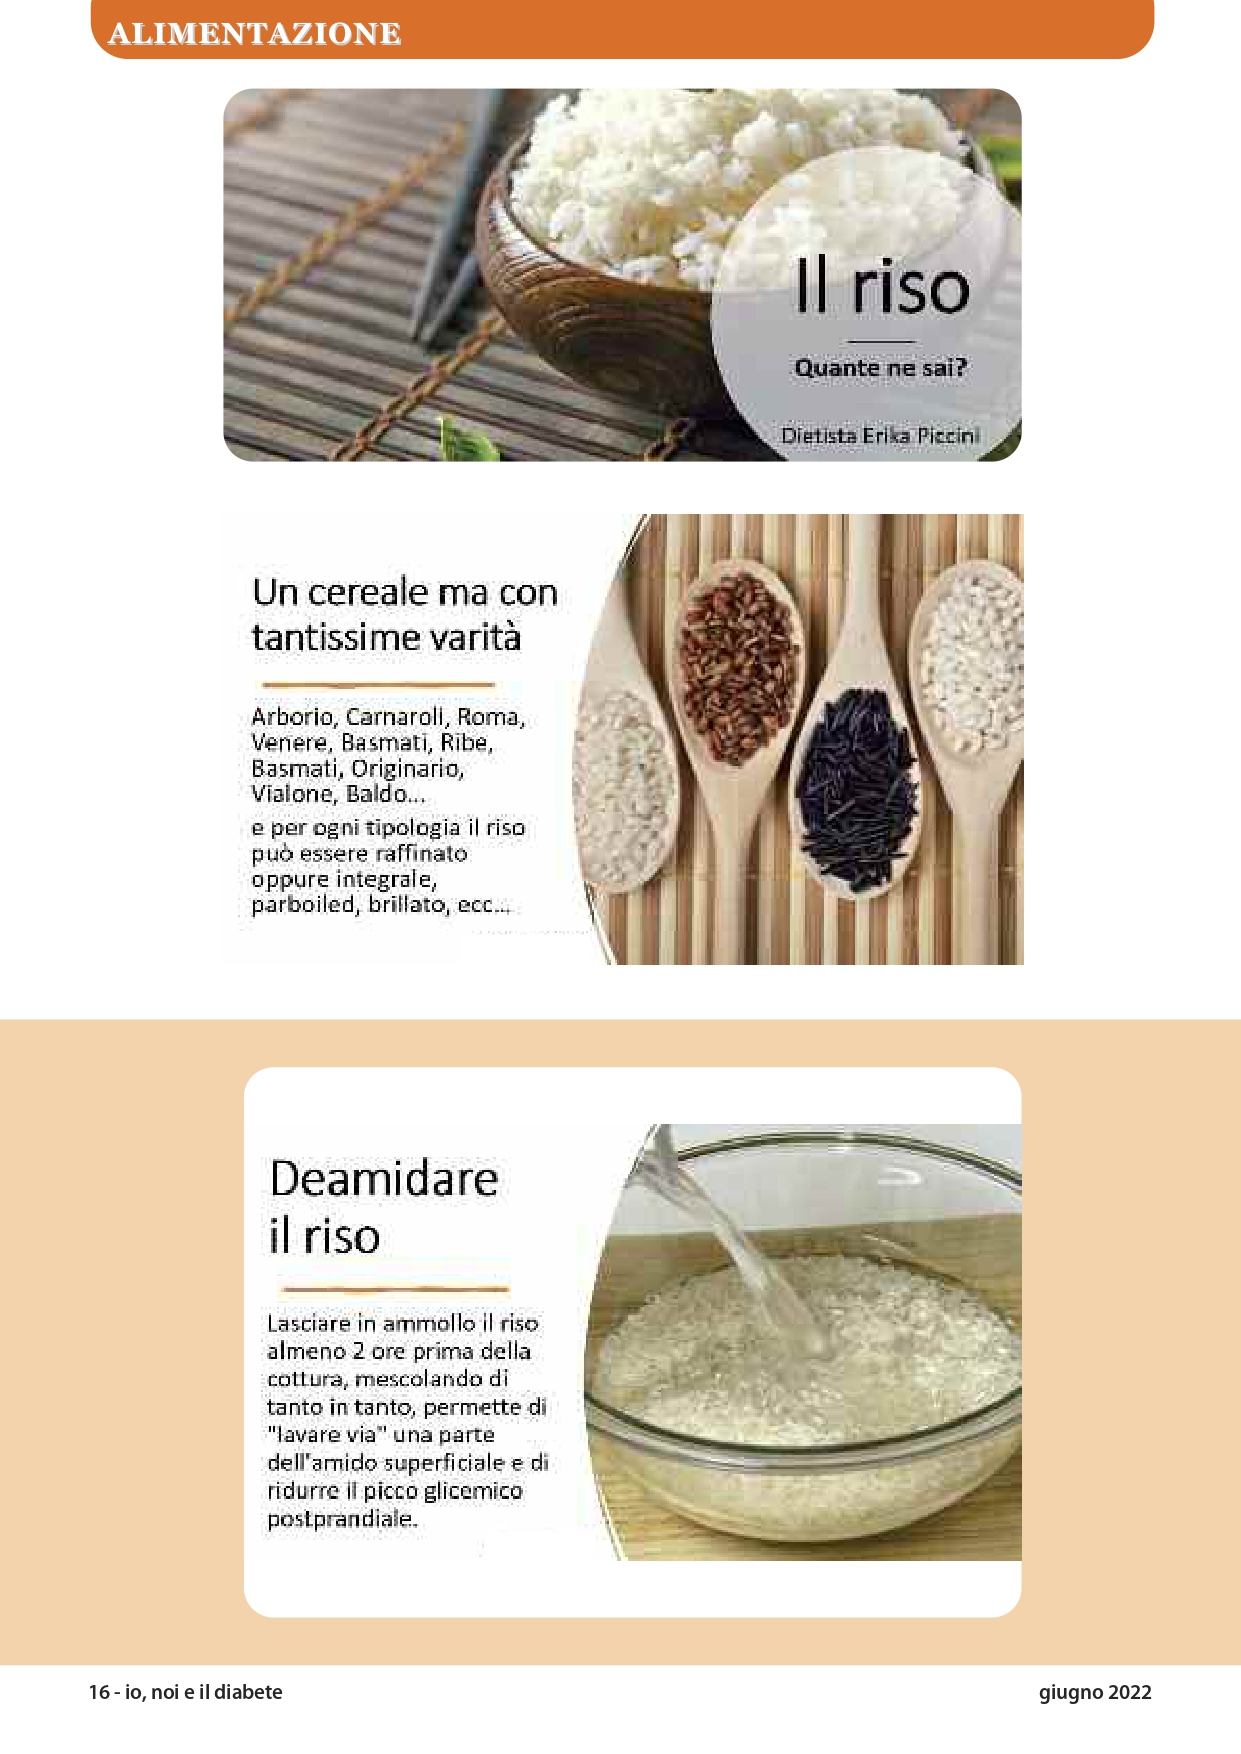 ALIMENTAZIONE
Il riso
Quante ne sai?
Dietista Erika Piccini
Un cereale ma con
tantissime varità
Arborio, Carnaroli, Roma,
Venere, Basmati, Ribe,
Basmati, Originario,
Vialone, Baldo...
e per ogni tipologia il riso
può essere raffinato
oppure integrale,
parboiled, brillato, ecc...
Deamidare
il riso
Lasciare in ammollo il riso
almeno 2 ore prima della
cottura, mescolando di
tanto in tanto, permette di
"lavare via" una parte
dell'amido superficiale e di
ridurre il picco glicemico
postprandiale.
16 - io, noi e il diabete
giugno 2022